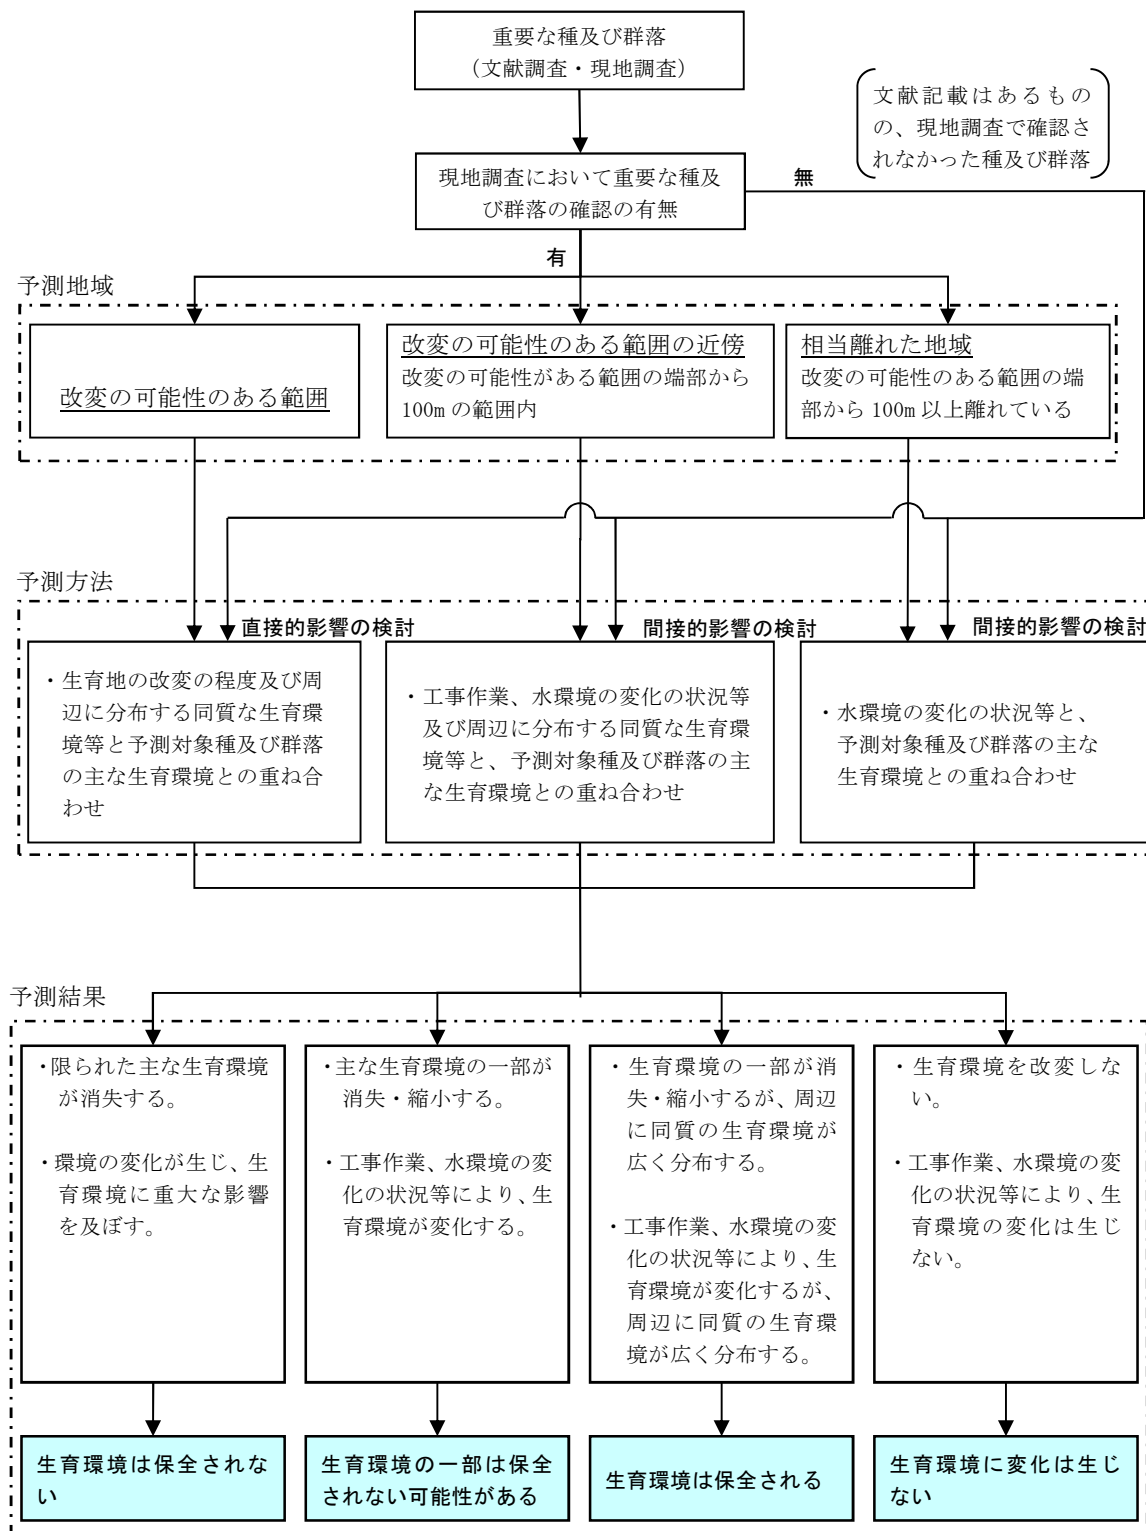 重要な種及び群落
（文献調査・現地調査）
文献記載はあるもの
の、現地調査で確認さ
れなかった種及び群落
現地調査において重要な種及
び群落の確認の有無
無
有
予測地域
改変の可能性のある範囲
改変の可能性のある範囲の近傍
改変の可能性がある範囲の端部から
100m の範囲内
相当離れた地域
改変の可能性のある範囲の端
部から 100m 以上離れている
予測方法
直接的影響の検討
間接的影響の検討
間接的影響の検討
・生育地の改変の程度及び周
辺に分布する同質な生育環
境等と予測対象種及び群落
の主な生育環境との重ね合
わせ
・工事作業、水環境の変化の状況等
及び周辺に分布する同質な生育環
境等と、予測対象種及び群落の主
な生育環境との重ね合わせ
・水環境の変化の状況等と、
予測対象種及び群落の主な
生育環境との重ね合わせ
予測結果
・限られた主な生育環境
が消失する。
・環境の変化が生じ、生
育環境に重大な影響
を及ぼす。
・主な生育環境の一部が
消失・縮小する。
・工事作業、水環境の変
化の状況等により、生
育環境が変化する。
・生育環境の一部が消
失・縮小するが、周辺
に同質の生育環境が
広く分布する。
・工事作業、水環境の変
化の状況等により、生
育環境が変化するが、
周辺に同質の生育環
境が広く分布する。
・生育環境を改変しな
い。
・工事作業、水環境の変
化の状況等により、生
育環境の変化は生じ
ない。
生育環境は保全されな
い
生育環境の一部は保全
されない可能性がある
生育環境は保全される
生育環境に変化は生じ
ない